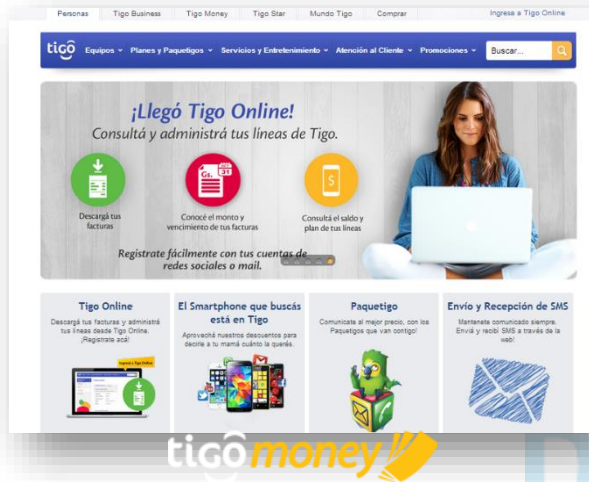 Personas Tigo Business Tigo Money Tigo Star Mundo Tigo Comprar Ingresa a Tigo Online
tigô Equipos Planes y Paquetigos Servicios y Entretenimiento Atención al Cliente Promociones Buscar...
¡Llegó Tigo Online!
Consultá y administrá tus líneas de Tigo.
Gs. 31
$
Descargá tus
facturas
Conocé el monto y
vencimiento de tus facturas
Consultá el saldo y
plan de tus líneas
Registrate fácilmente con tus cuentas de
redes sociales o mail.
Tigo Online
Descargá tus facturas y administrá
tus líneas desde Tigo Online.
¡Registrate acá!
Ingresá a Tigo Online
El Smartphone que buscás
está en Tigo
Aprovechá nuestros descuentos para
decirle a tu mamá cuánto la querés.
Paquetigo
Comunicate al mejor precio, con los
Paquetigos que van contigo!
Envío y Recepción de SMS
Mantenete comunicado siempre.
Enviá y recibí SMS a través de la
web!
tigô money